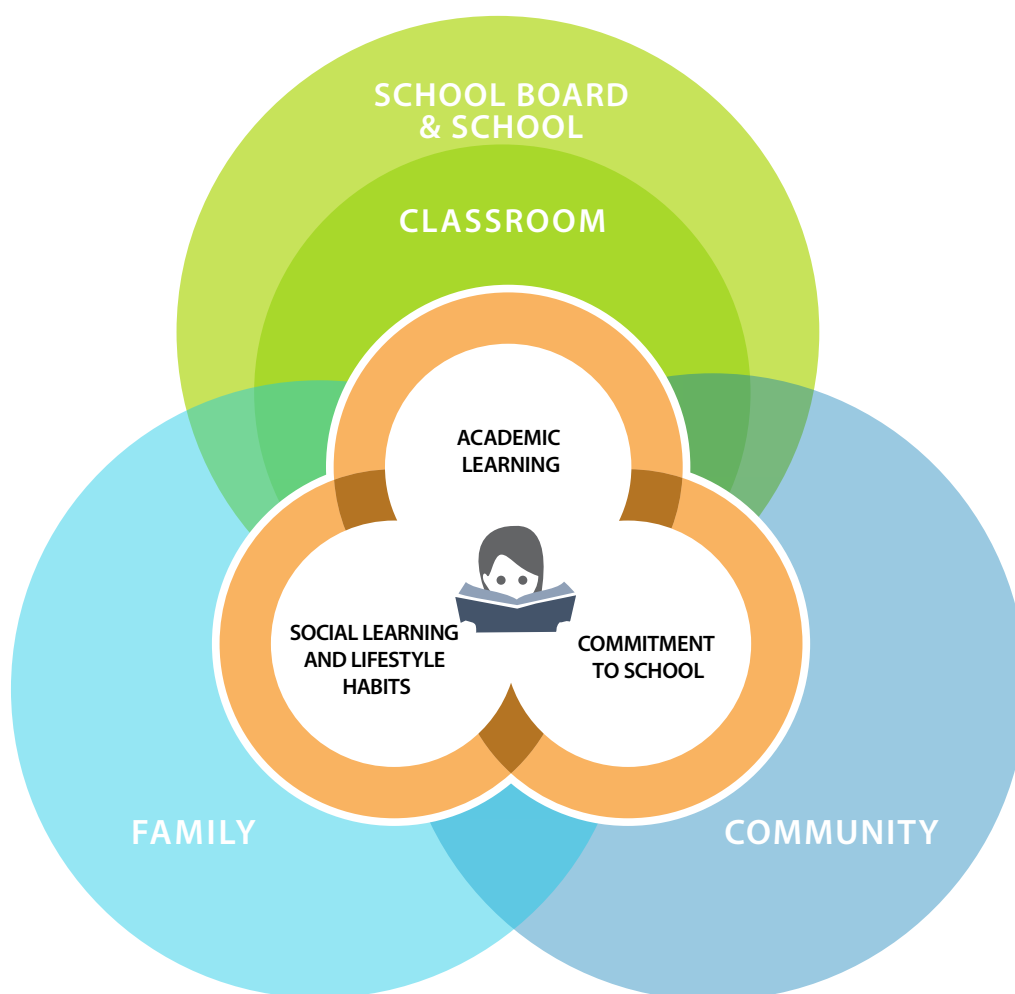 SCHOOL BOARD
& SCHOOL
CLASSROOM
ACADEMIC
LEARNING
SOCIAL LEARNING
AND LIFESTYLE
HABITS
COMMITMENT
TO SCHOOL
FAMILY
COMMUNITY